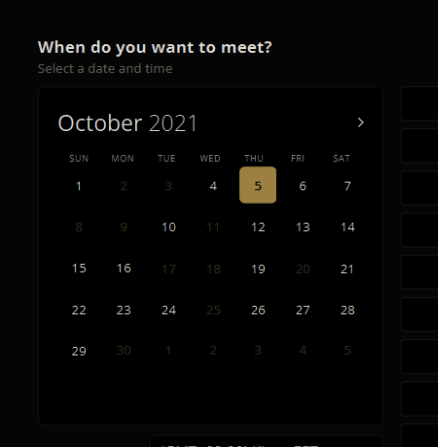 When do you want to meet?
Select a date and time
October 2021 >
SUN MON TUE WED THU FRI SAT
1 2 3 4 5 6 7
8 9 10 11 12 13 14
15 16 17 18 19 20 21
22 23 24 25 26 27 28
29 30 1 2 3 4 5